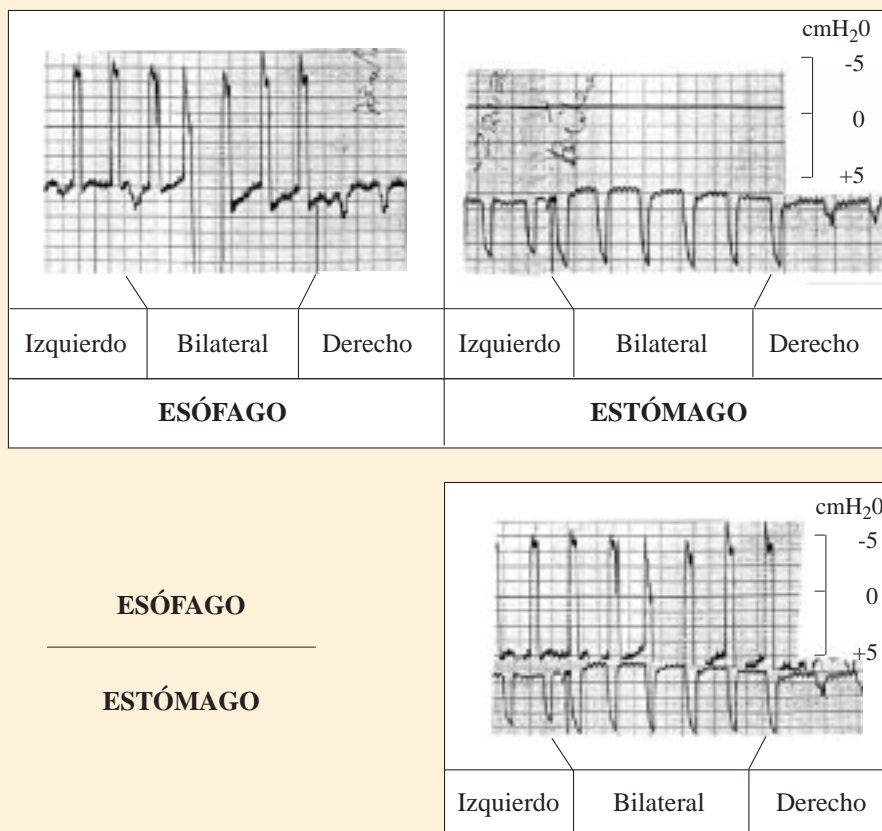 cmH20
-5
0
+5
Izquierdo
Bilateral
Derecho
Izquierdo
Bilateral
Derecho
ESÓFAGO
ESTÓMAGO
cmH20
-5
0
+5
ESÓFAGO
ESTÓMAGO
Izquierdo
Bilateral
Derecho